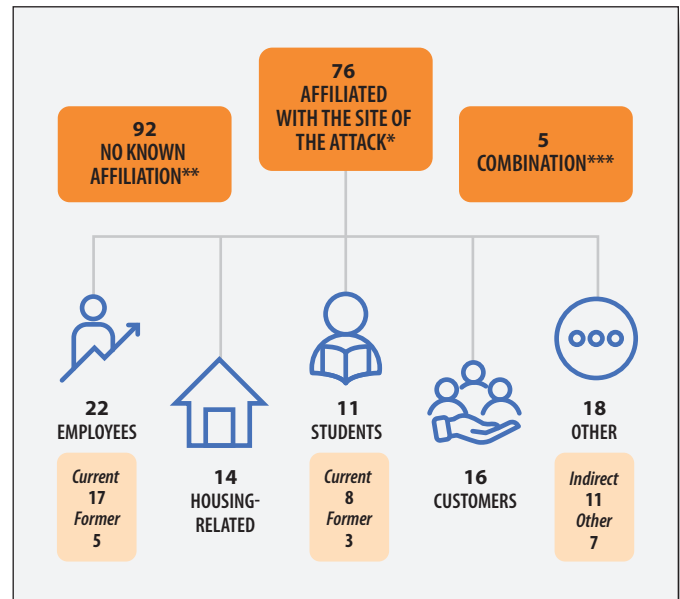 76
AFFILIATED
WITH THE SITE OF
THE ATTACK*
92
NO KNOWN
AFFILIATION**
5
COMBINATION***
22
EMPLOYEES
Current
17
Former
5
14
HOUSING-
RELATED
11
STUDENTS
Current
8
Former
3
16
CUSTOMERS
18
OTHER
Indirect
11
Other
7